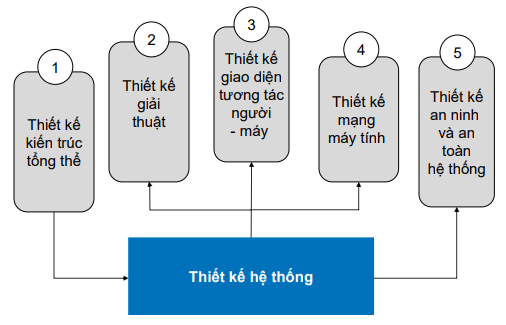 1
Thiết kế
kiến trúc
tổng thể
2
Thiết kế
giải
thuật
3
Thiết kế
giao diện
tương tác
người
- máy
4
Thiết kế
mạng
máy tính
5
Thiết kế
an ninh
và an
toàn
hệ thống
Thiết kế hệ thống